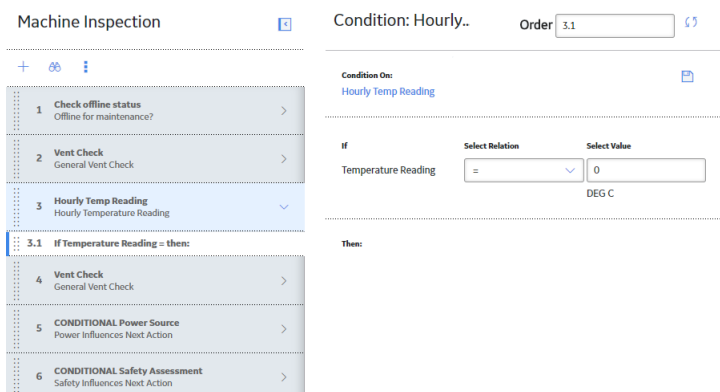 Machine Inspection
1 Check offline status
Offline for maintenance?
2 Vent Check
General Vent Check
3 Hourly Temp Reading
Hourly Temperature Reading
3.1 If Temperature Reading = then:
4 Vent Check
General Vent Check
5 CONDITIONAL Power Source
Power Influences Next Action
6 CONDITIONAL Safety Assessment
Safety Influences Next Action
Condition: Hourly..
Order 3.1
Condition On:
Hourly Temp Reading
If Select Relation Select Value
Temperature Reading = 0
DEG C
Then: